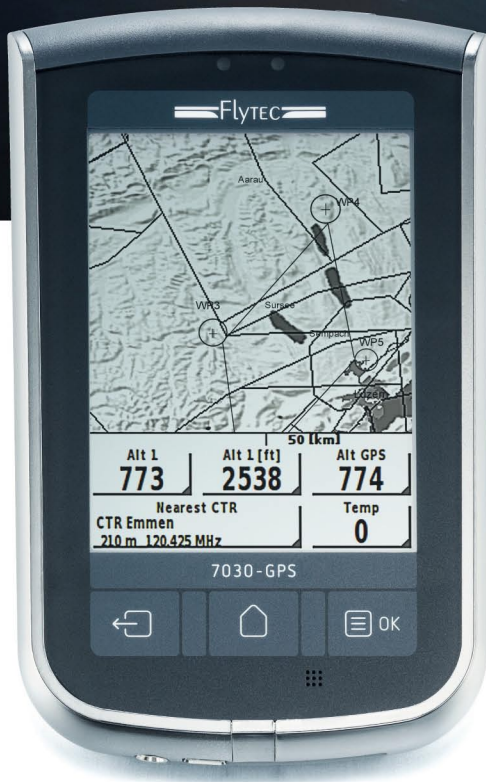 FLYTEC
Aarau
WP4
WP3
Sursee
Sempach
WP5
Luzern
50 [km]
Alt 1 Alt 1 [ft] Alt GPS
773 2538 774
Nearest CTR Temp
CTR Emmen 0
210 m 120.425 MHz
7030-GPS
OK